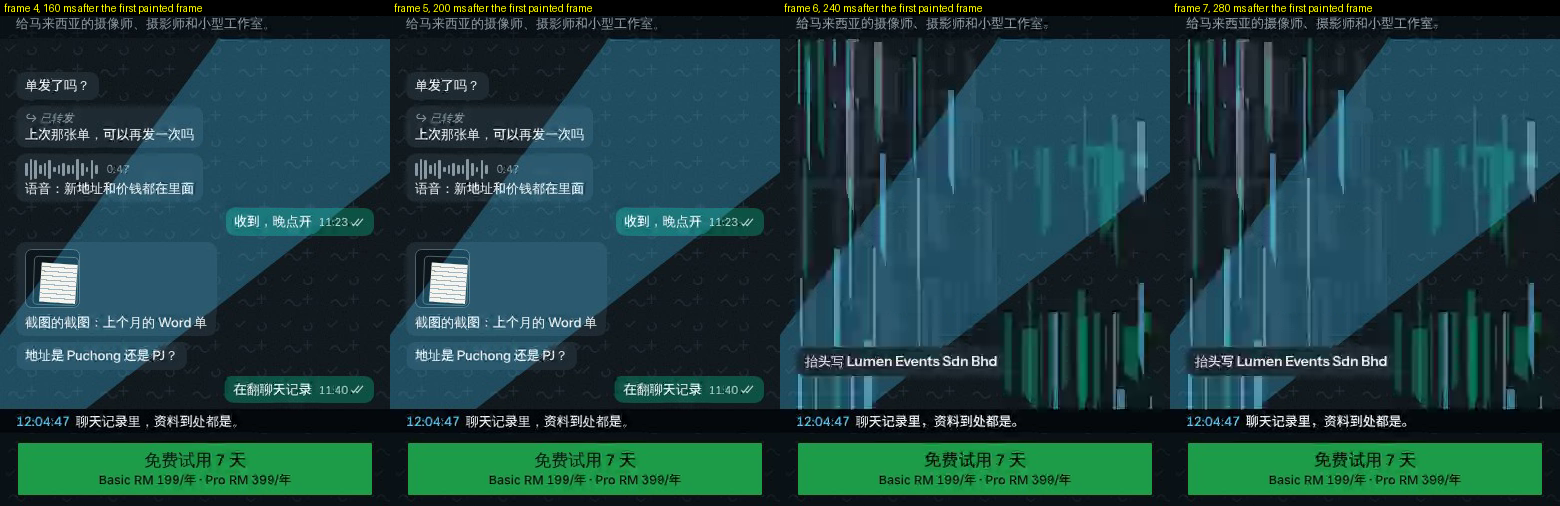 frame 4, 160 ms after the first painted frame
给马来西亚的摄像师、摄影师和小型工作室。
单发了吗？
已转发
上次那张单，可以再发一次吗
0:47
语音：新地址和价钱都在里面
收到，晚点开 11:23
截图的截图：上个月的 Word 单
地址是 Puchong 还是 PJ？
在翻聊天记录 11:40
12:04:47 聊天记录里，资料到处都是。
免费试用 7 天
Basic RM 199/年 · Pro RM 399/年
frame 5, 200 ms after the first painted frame
给马来西亚的摄像师、摄影师和小型工作室。
单发了吗？
已转发
上次那张单，可以再发一次吗
0:47
语音：新地址和价钱都在里面
收到，晚点开 11:23
截图的截图：上个月的 Word 单
地址是 Puchong 还是 PJ？
在翻聊天记录 11:40
12:04:47 聊天记录里，资料到处都是。
免费试用 7 天
Basic RM 199/年 · Pro RM 399/年
frame 6, 240 ms after the first painted frame
给马来西亚的摄像师、摄影师和小型工作室。
抬头写 Lumen Events Sdn Bhd
12:04:47 聊天记录里，资料到处都是。
免费试用 7 天
Basic RM 199/年 · Pro RM 399/年
frame 7, 280 ms after the first painted frame
给马来西亚的摄像师、摄影师和小型工作室。
抬头写 Lumen Events Sdn Bhd
12:04:47 聊天记录里，资料到处都是。
免费试用 7 天
Basic RM 199/年 · Pro RM 399/年